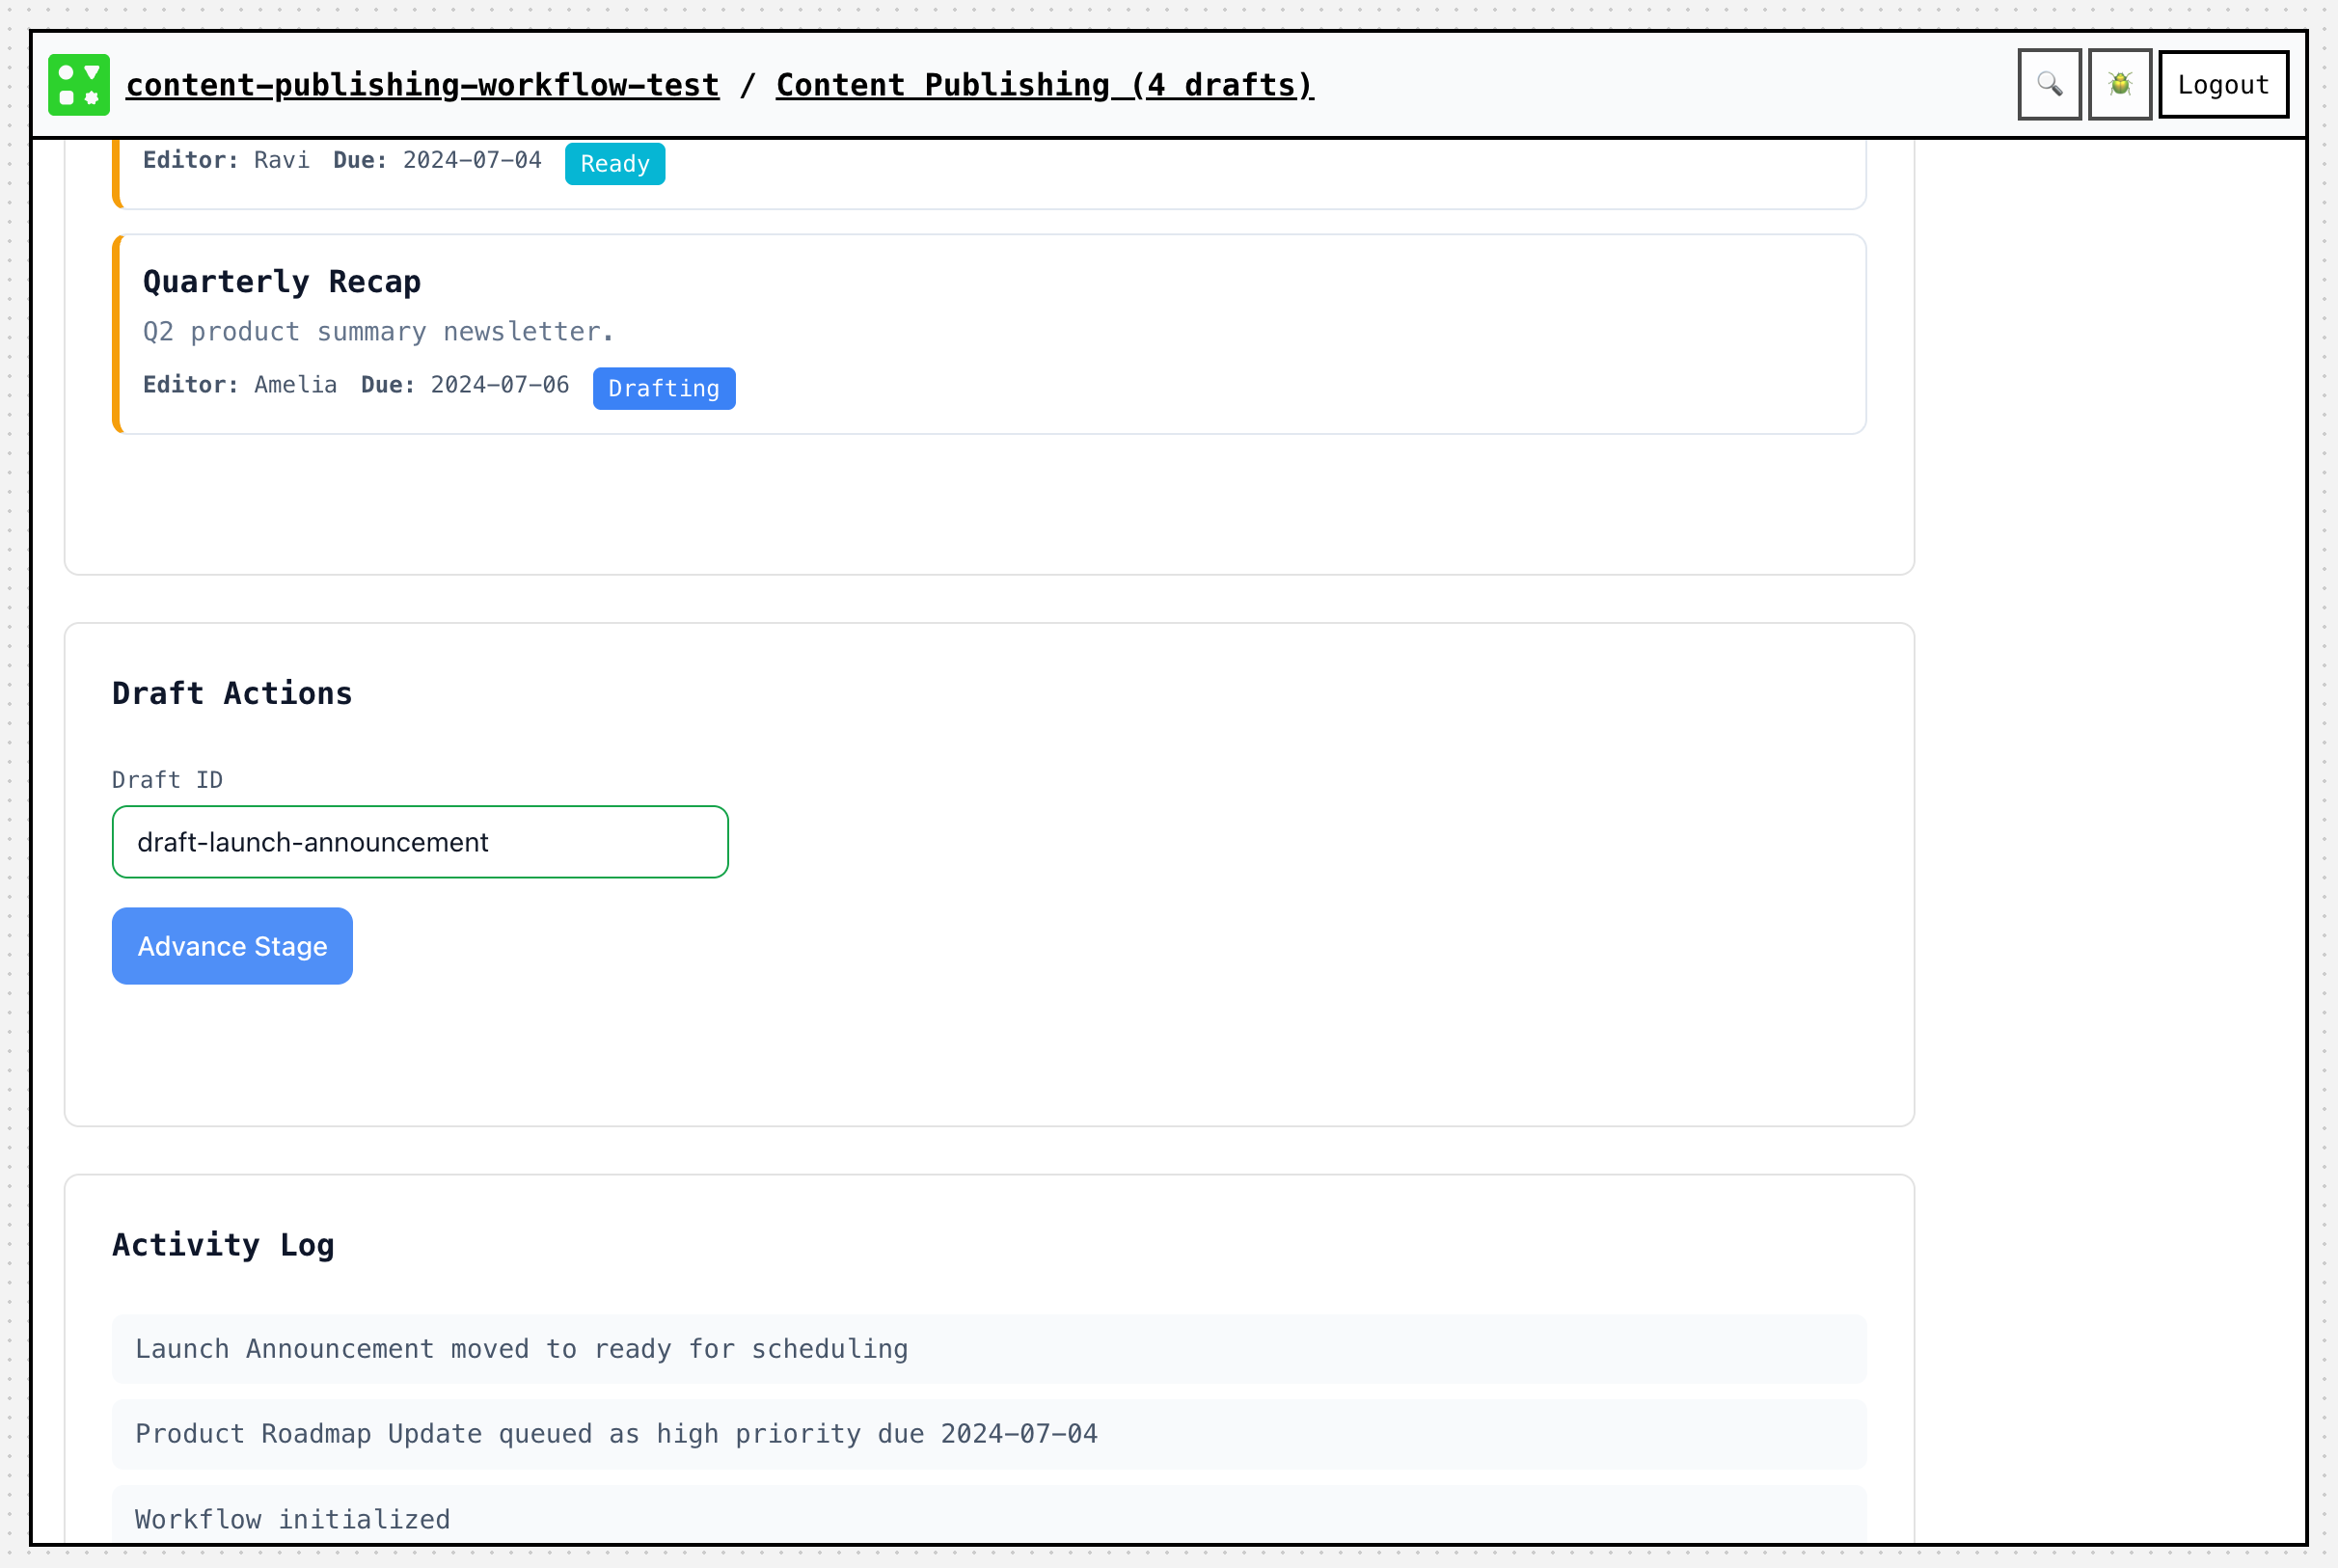 content-publishing-workflow-test / Content Publishing (4 drafts)
Logout
Editor: Ravi Due: 2024-07-04 Ready
Quarterly Recap
Q2 product summary newsletter.
Editor: Amelia Due: 2024-07-06 Drafting
Draft Actions
Draft ID
draft-launch-announcement
Advance Stage
Activity Log
Launch Announcement moved to ready for scheduling
Product Roadmap Update queued as high priority due 2024-07-04
Workflow initialized